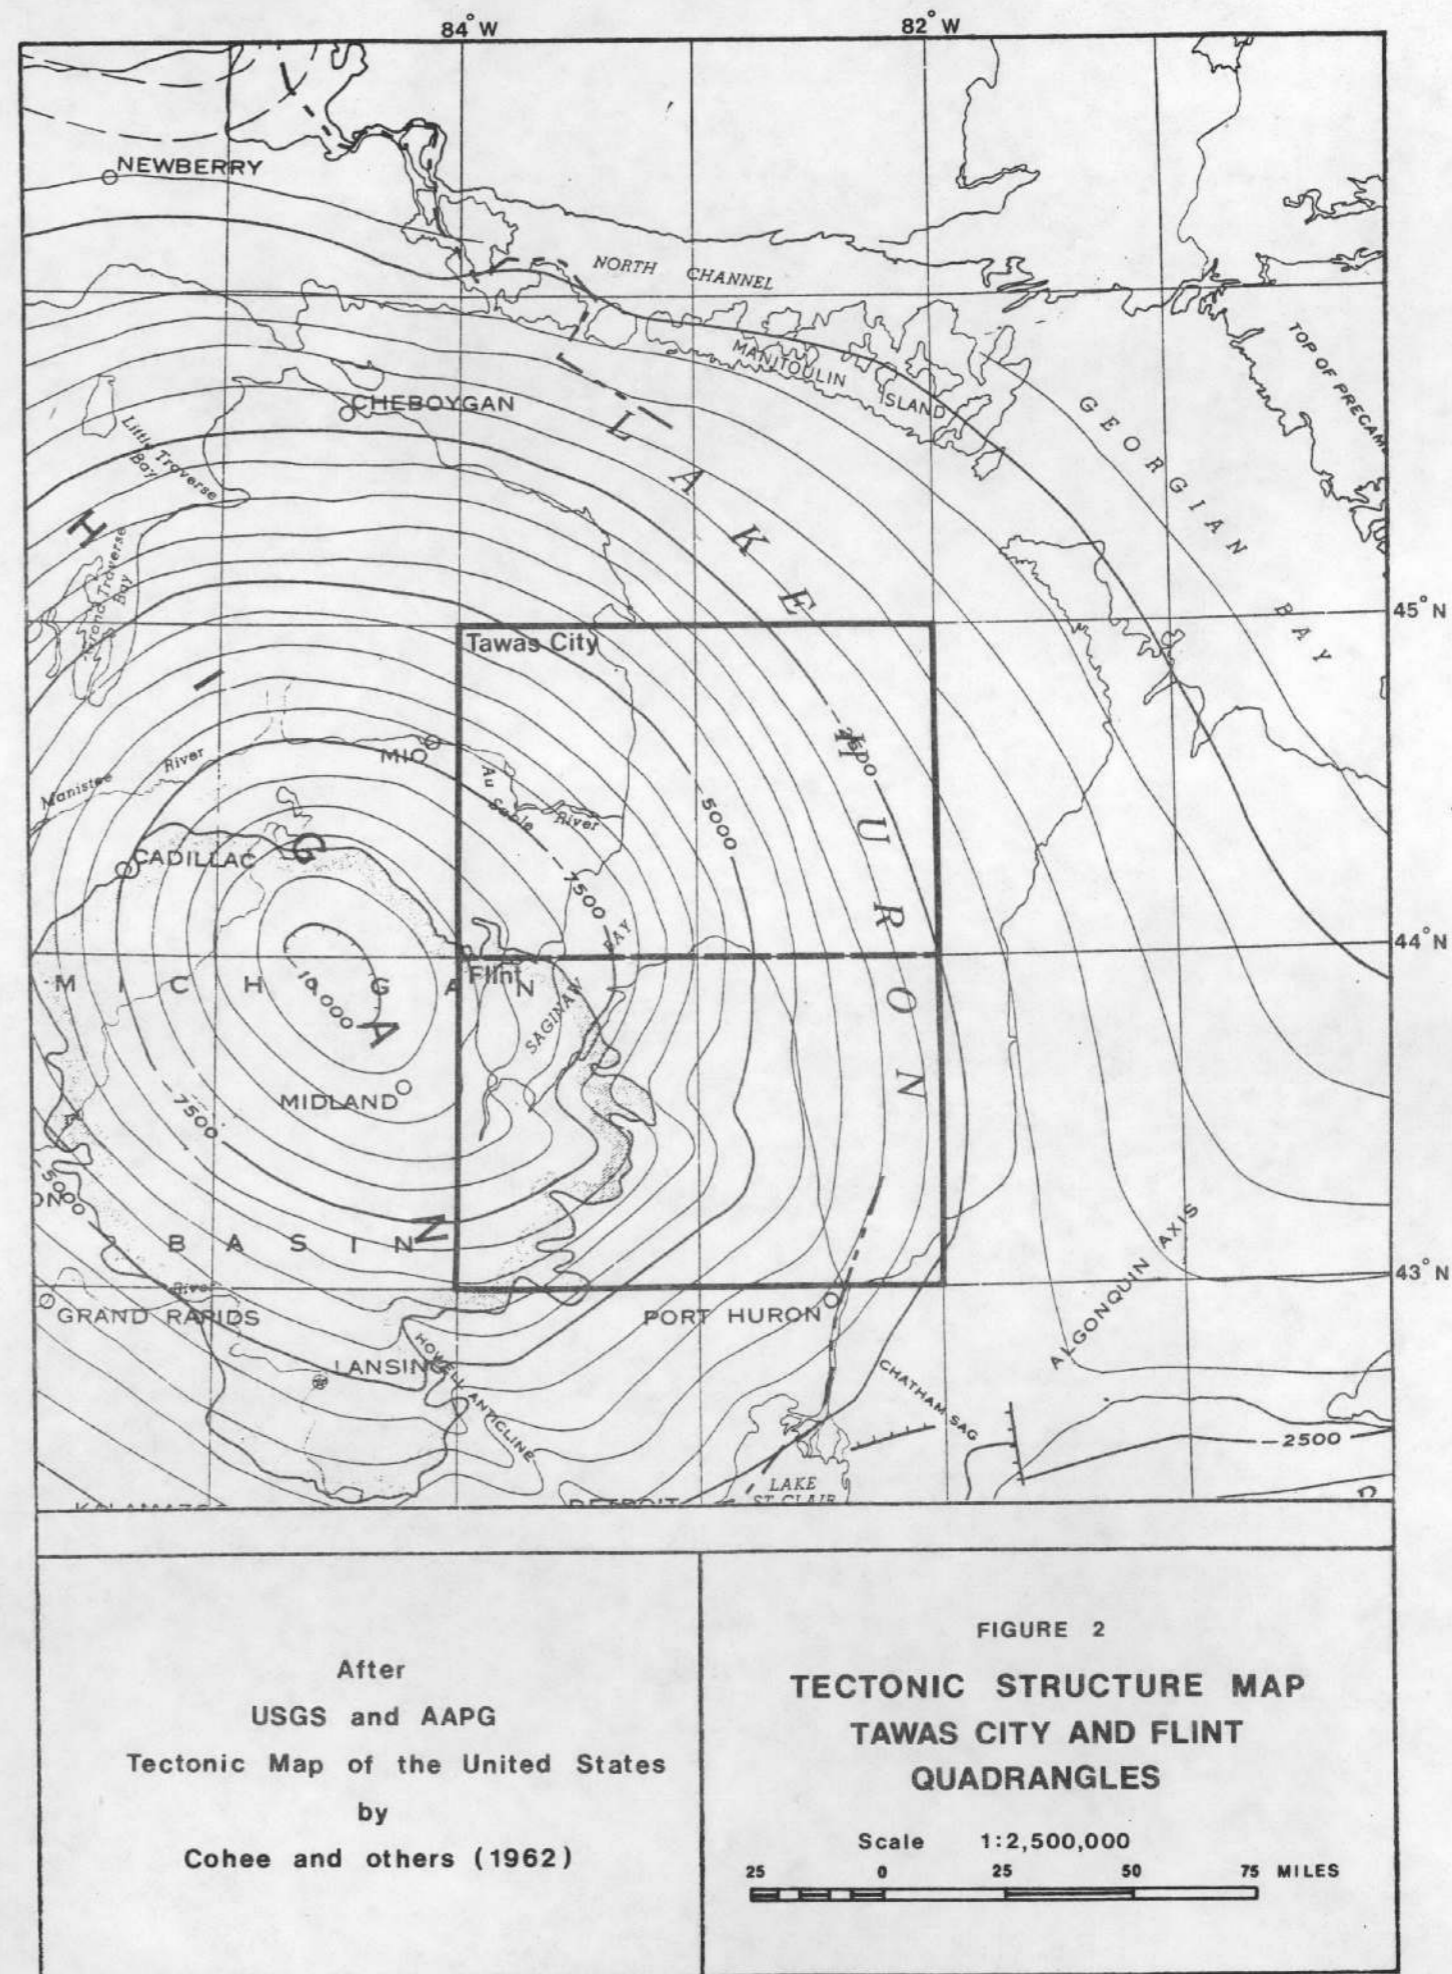 84°W
82°W
NEWBERRY
NORTH CHANNEL
MANITOULIN
ISLAND
TOP OF PRECAM
CHEBOYGAN
Little Traverse
Bay
Grand Traverse
Bay
GEORGIAN
BAY
LAKE
HURON
45°N
Tawas City
MIO
Manistee
River
Au Sable
River
5000
CADILLAC
7500
BAY
44°N
Flint
MICHIGAN
10,000
SAGINAW
MIDLAND
7500
5000
ON
H
I
G
A
N
BASIN
ALGONQUIN AXIS
43°N
River
GRAND RAPIDS
PORT HURON
LANSING
HOWELL ANTICLINE
CHATHAM SAG
-2500
LAKE
ST CLAIR
DETROIT
After
USGS and AAPG
Tectonic Map of the United States
by
Cohee and others (1962)
FIGURE 2
TECTONIC STRUCTURE MAP
TAWAS CITY AND FLINT
QUADRANGLES
Scale 1:2,500,000
25 0 25 50 75 MILES